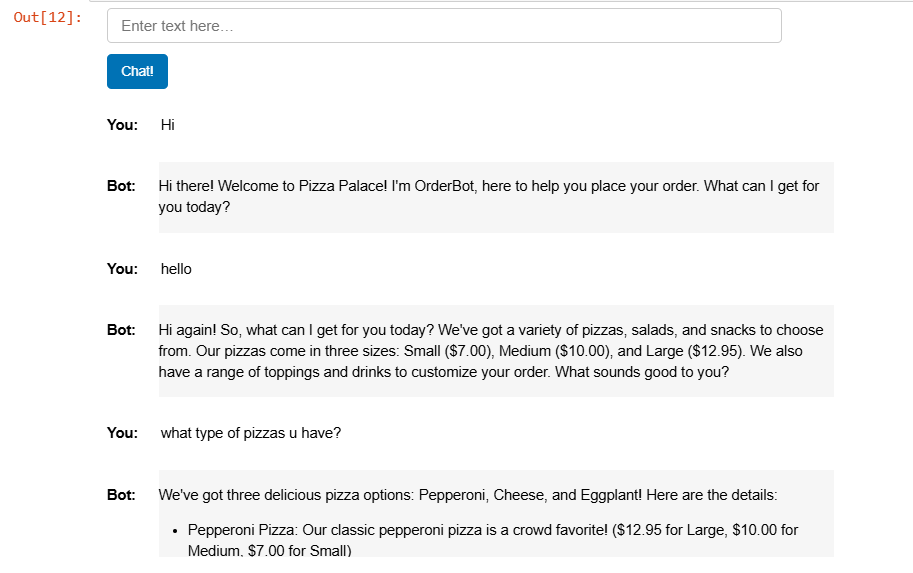 Out[12]:
Enter text here...
Chat!
You: Hi
Bot: Hi there! Welcome to Pizza Palace! I'm OrderBot, here to help you place your order. What can I get for
you today?
You: hello
Bot: Hi again! So, what can I get for you today? We've got a variety of pizzas, salads, and snacks to choose
from. Our pizzas come in three sizes: Small ($7.00), Medium ($10.00), and Large ($12.95). We also
have a range of toppings and drinks to customize your order. What sounds good to you?
You: what type of pizzas u have?
Bot: We've got three delicious pizza options: Pepperoni, Cheese, and Eggplant! Here are the details:
• Pepperoni Pizza: Our classic pepperoni pizza is a crowd favorite! ($12.95 for Large, $10.00 for
Medium, $7.00 for Small)